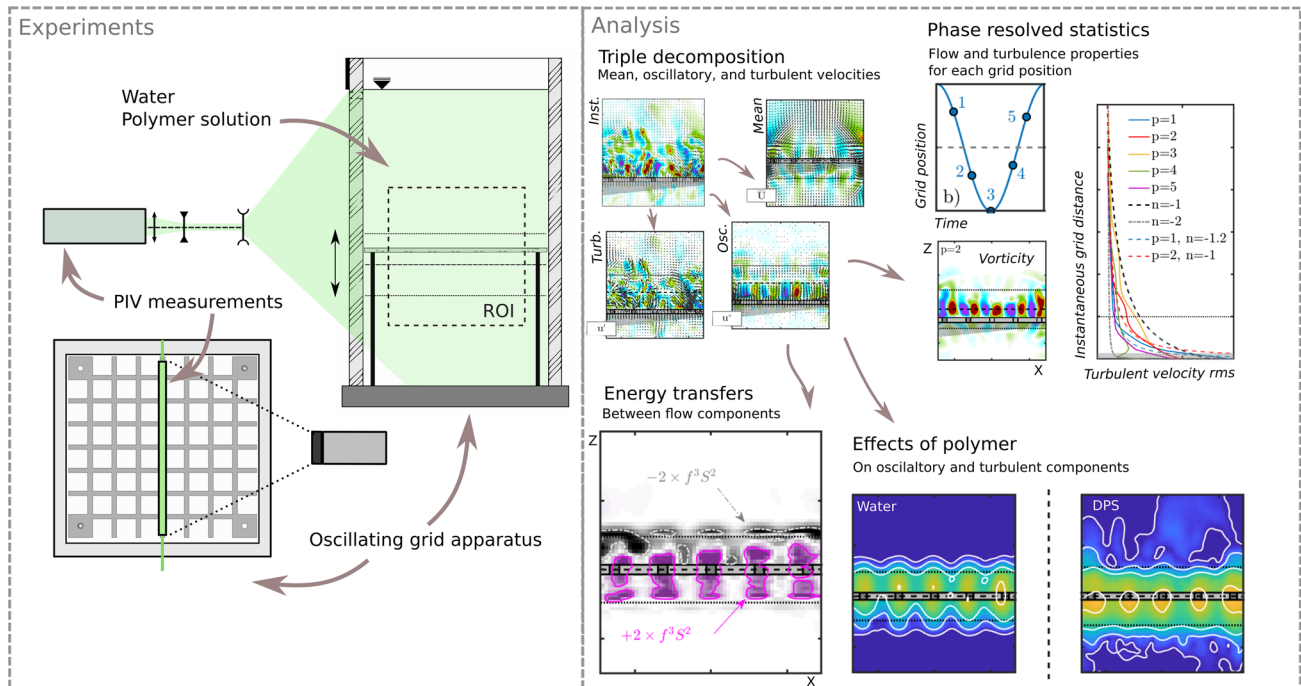 Experiments
Water
Polymer solution
ROI
PIV measurements
Oscillating grid apparatus
Analysis
Triple decomposition
Mean, oscillatory, and turbulent velocities
Inst.
Mean
U
Turb.
u'
Osc.
Phase resolved statistics
Flow and turbulence properties
for each grid position
Grid position
1
2
3
4
5
b)
Time
Z
p=2
Vorticity
X
Instantaneous grid distance
p=1
p=2
p=3
p=4
p=5
n=-1
n=-2
p=1, n=-1.2
p=2, n=-1
Turbulent velocity rms
Energy transfers
Between flow components
Z
−2 × f³S²
+2 × f³S²
X
Effects of polymer
On oscilaltory and turbulent components
Water
DPS